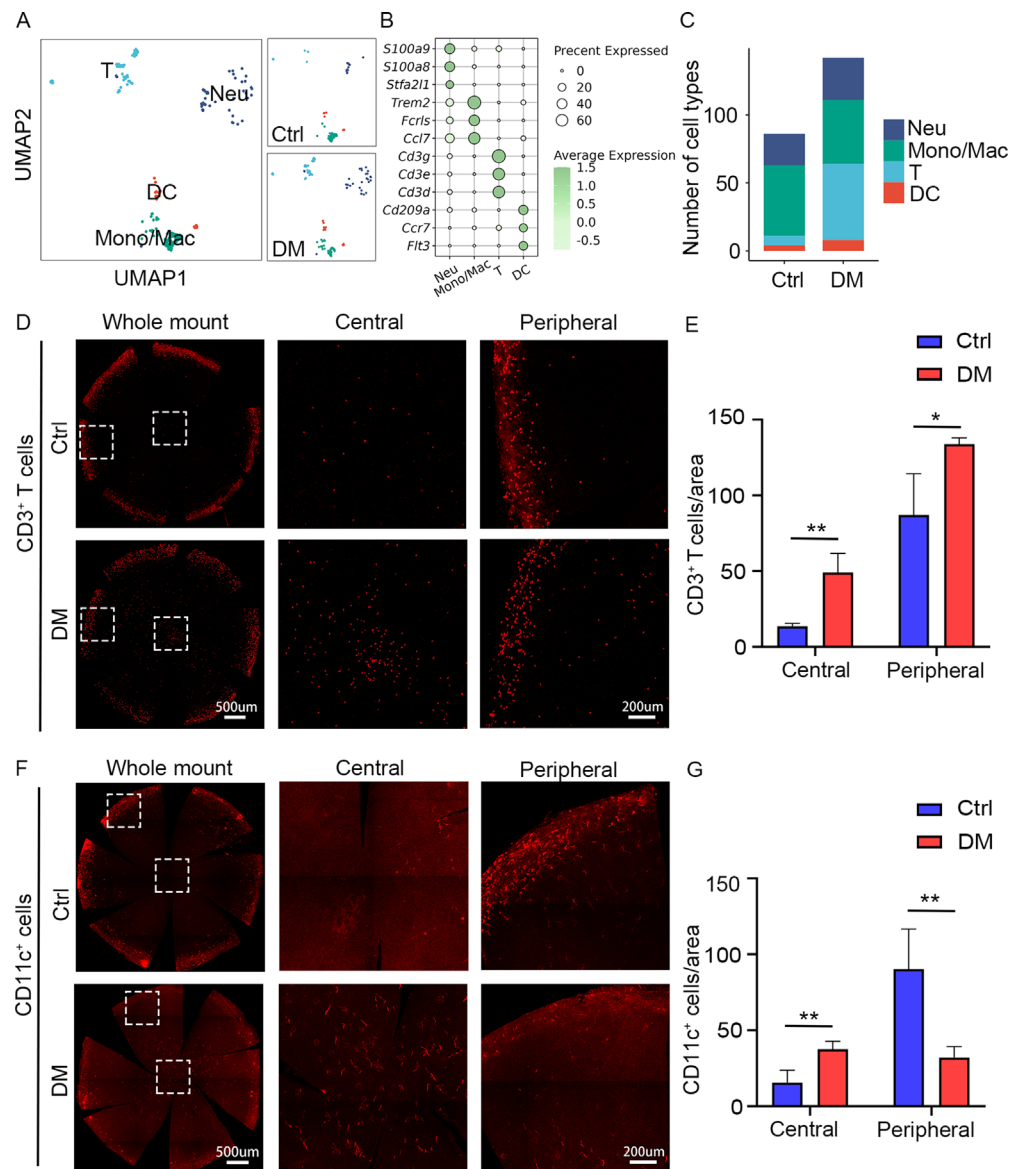 A
UMAP2
T
Neu
DC
Mono/Mac
UMAP1
Ctrl
DM
B
S100a9
S100a8
Stfa2l1
Trem2
Fcrls
Ccl7
Cd3g
Cd3e
Cd3d
Cd209a
Ccr7
Flt3
Neu
Mono/Mac
T
DC
Precent Expressed
0
20
40
60
Average Expression
1.5
1.0
0.5
0.0
-0.5
C
Number of cell types
100
50
0
Ctrl
DM
Neu
Mono/Mac
T
DC
D
Whole mount
Central
Peripheral
CD3+ T cells
Ctrl
DM
500um
200um
E
Ctrl
DM
CD3+ T cells/area
150
100
50
0
**
*
Central
Peripheral
F
Whole mount
Central
Peripheral
CD11c+ cells
Ctrl
DM
500um
200um
G
Ctrl
DM
CD11c+ cells/area
150
100
50
0
**
**
Central
Peripheral